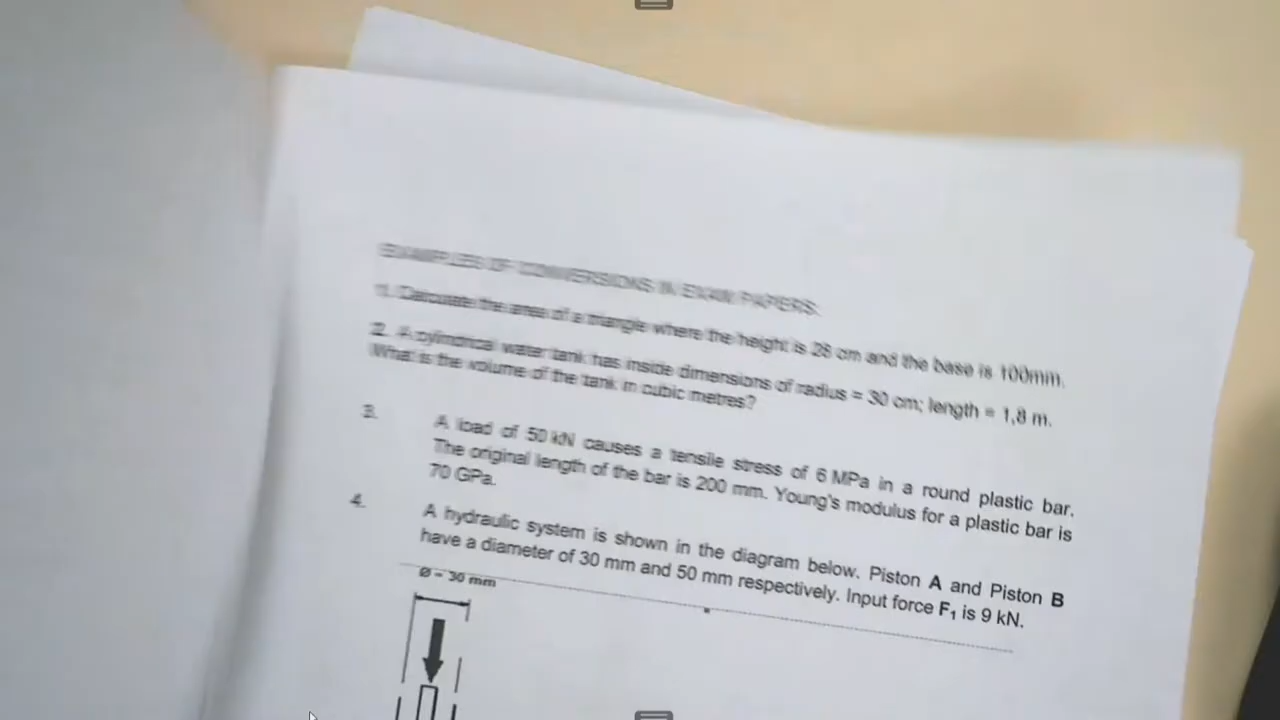 EXAMPLES OF CONVERSIONS IN EXAM PAPERS:
1. Calculate the area of a triangle where the height is 28 cm and the base is 100mm.
2. A cylindrical water tank has inside dimensions of radius = 30 cm; length = 1,8 m.
What is the volume of the tank in cubic metres?
3. A load of 50 kN causes a tensile stress of 6 MPa in a round plastic bar.
The original length of the bar is 200 mm. Young's modulus for a plastic bar is
70 GPa.
4. A hydraulic system is shown in the diagram below. Piston A and Piston B
have a diameter of 30 mm and 50 mm respectively. Input force F₁ is 9 kN.
Ø - 30 mm